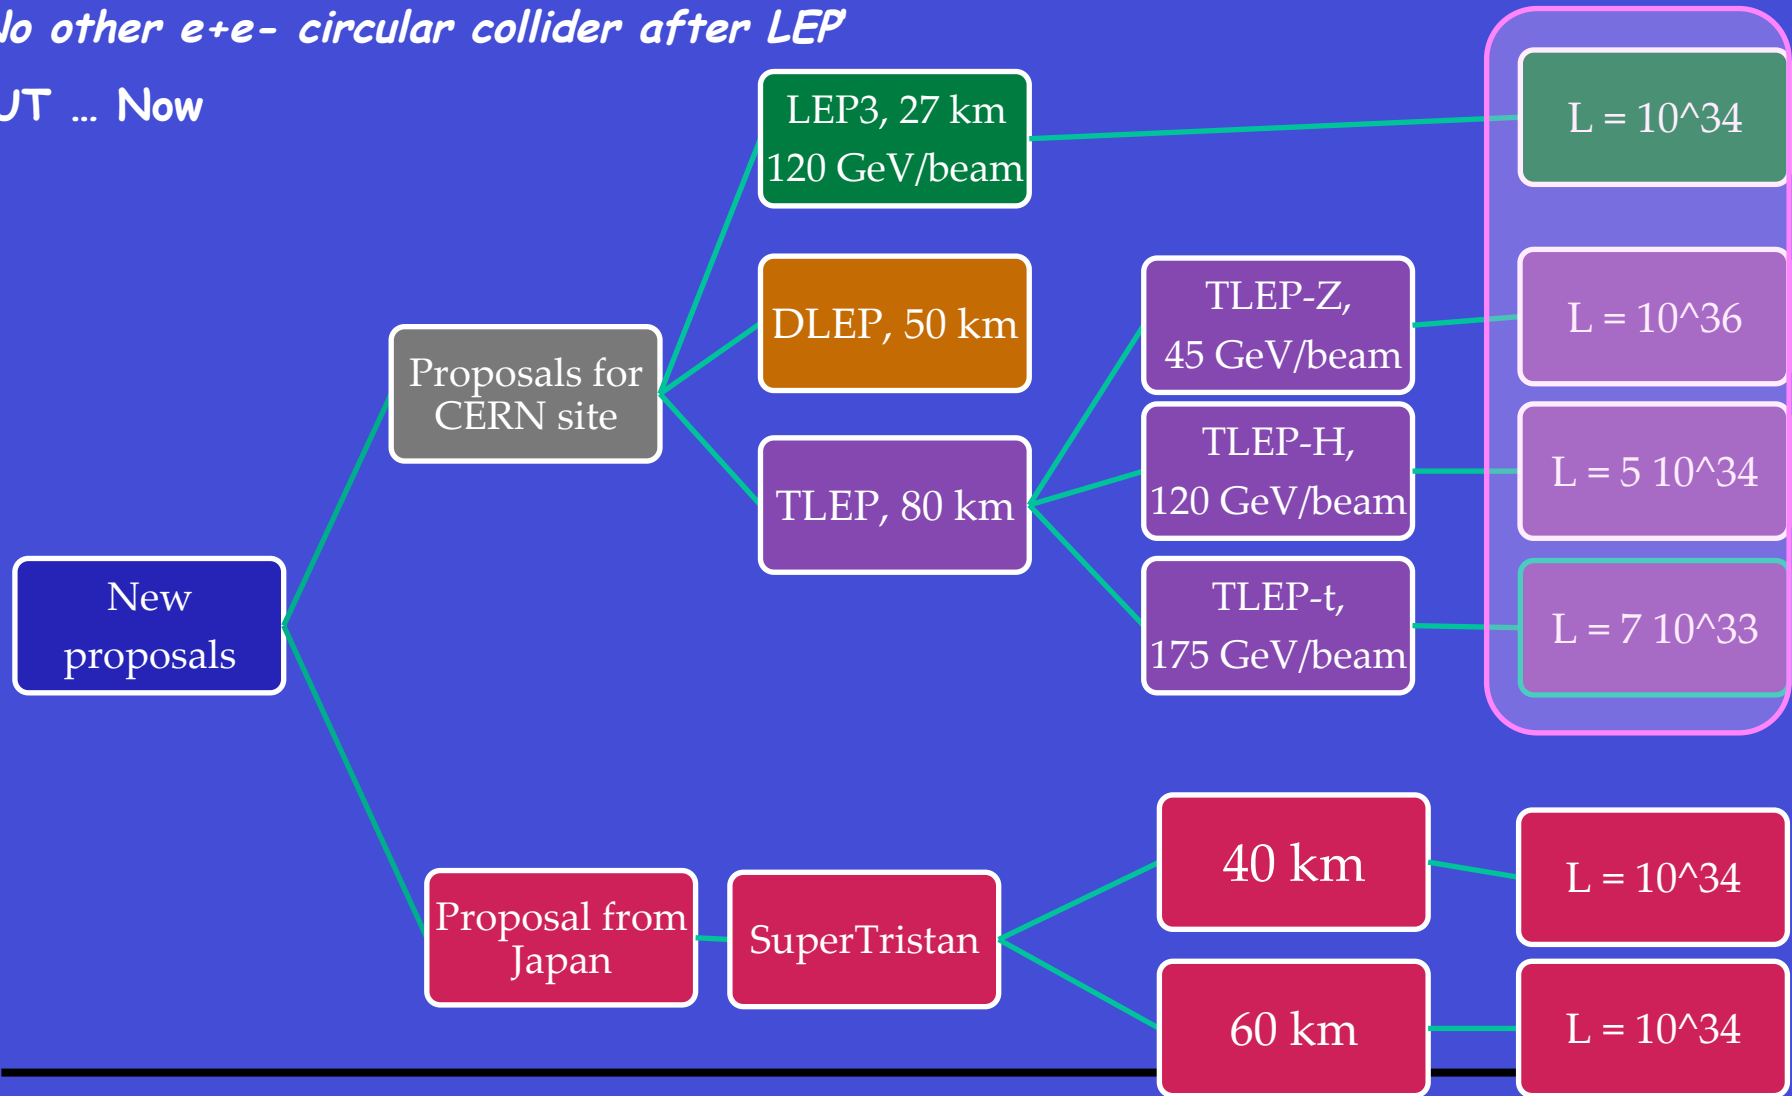 No other e+e- circular collider after LEP’
UT … Now
LEP3, 27 km
120 GeV/beam
L = 10^34
DLEP, 50 km
TLEP-Z,
45 GeV/beam
L = 10^36
Proposals for
CERN site
TLEP, 80 km
TLEP-H,
120 GeV/beam
L = 5 10^34
TLEP-t,
175 GeV/beam
L = 7 10^33
New
proposals
Proposal from
Japan
SuperTristan
40 km
L = 10^34
60 km
L = 10^34